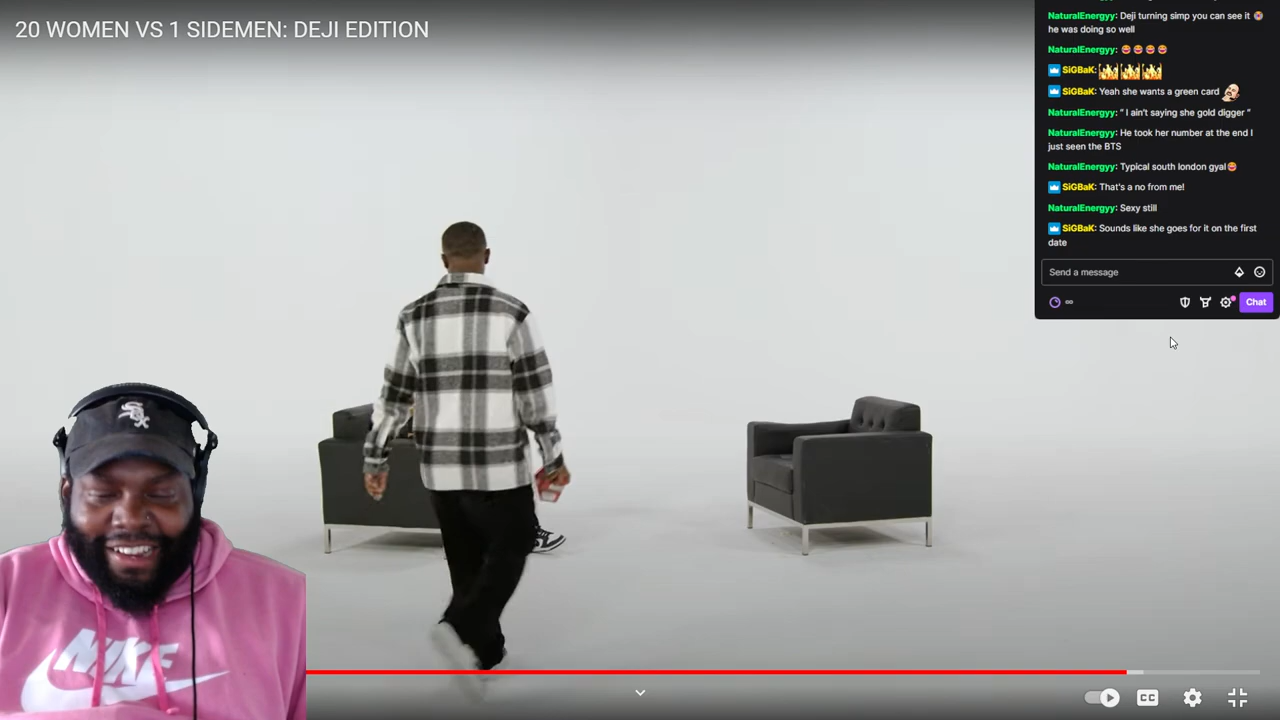 20 WOMEN VS 1 SIDEMEN: DEJI EDITION
NaturalEnergyy: Deji turning simp you can see it
he was doing so well
NaturalEnergyy:
SiGBaK:
SiGBaK: Yeah she wants a green card
NaturalEnergyy: “ I ain't saying she gold digger “
NaturalEnergyy: He took her number at the end I
just seen the BTS
NaturalEnergyy: Typical south london gyal
SiGBaK: That's a no from me!
NaturalEnergyy: Sexy still
SiGBaK: Sounds like she goes for it on the first
date
Send a message
∞
Chat
Sox
NIKE
CC